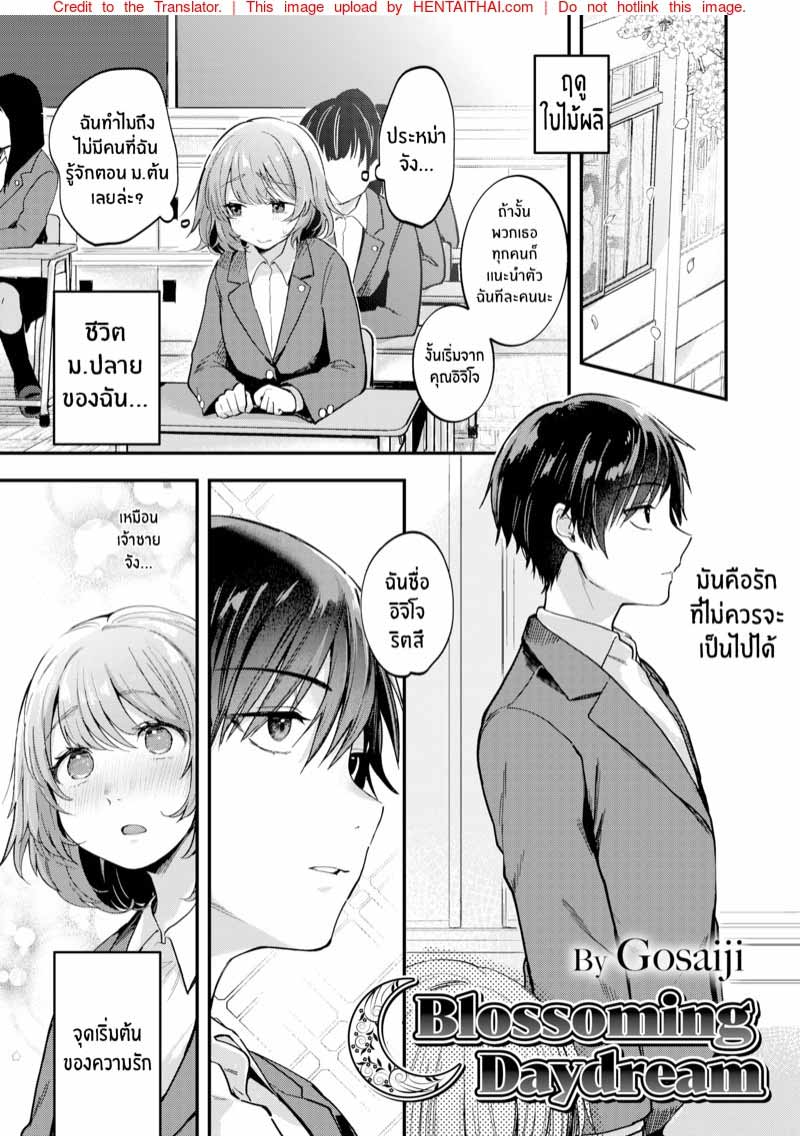 Credit to the Translator. | This image upload by HENTAITHAI.com | Do not hotlink this image.
ฤดู
ใบไม้ผลิ
ประหม่า
จัง...
ฉันทำไมถึง
ไม่มีคนที่ฉัน
รู้จักตอน ม.ต้น
เลยล่ะ?
ถ้างั้น
พวกเธอ
ทุกคนก็
แนะนำตัว
ฉันทีละคนนะ
งั้นเริ่มจาก
คุณอิจิโจ
ชีวิต
ม.ปลาย
ของฉัน...
มันคือรัก
ที่ไม่ควรจะ
เป็นไปได้
ฉันชื่อ
อิจิโจ
ริตสึ
เหมือน
เจ้าชาย
จัง...
จุดเริ่มต้น
ของความรัก
By Gosaiji
Blossoming
Daydream